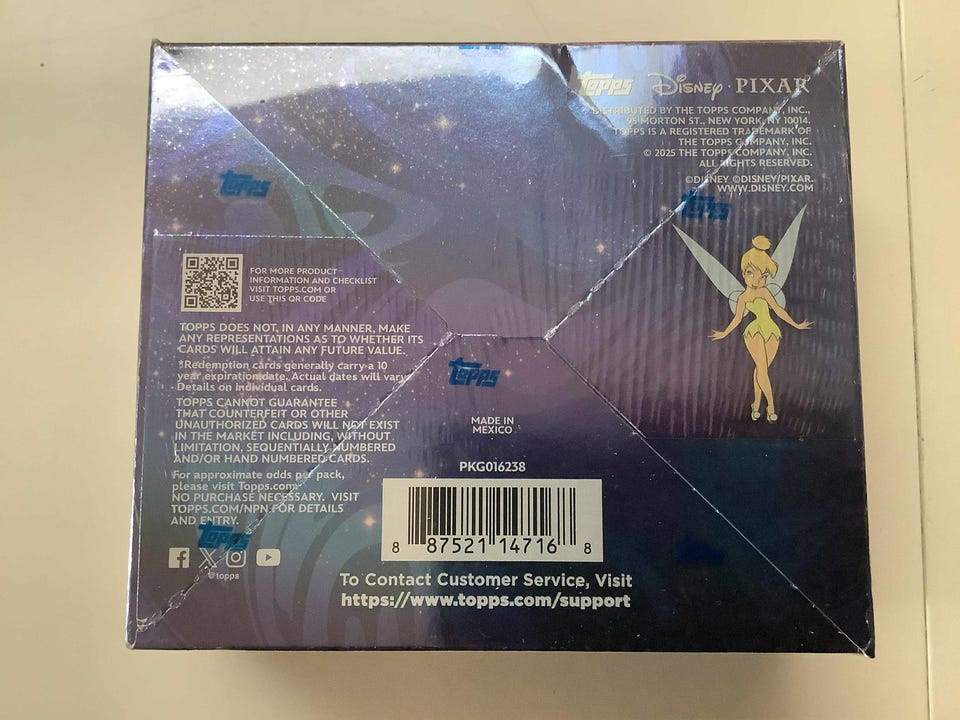 topps Disney · PIXAR
DISTRIBUTED BY THE TOPPS COMPANY, INC.,
95 MORTON ST., NEW YORK, NY 10014.
TOPPS IS A REGISTERED TRADEMARK OF
THE TOPPS COMPANY, INC.
© 2025 THE TOPPS COMPANY, INC.
ALL RIGHTS RESERVED.
©DISNEY ©DISNEY/PIXAR.
WWW.DISNEY.COM
topps
topps
FOR MORE PRODUCT
INFORMATION AND CHECKLIST
VISIT TOPPS.COM OR
USE THIS QR CODE
TOPPS DOES NOT, IN ANY MANNER, MAKE
ANY REPRESENTATIONS AS TO WHETHER ITS
CARDS WILL ATTAIN ANY FUTURE VALUE.
*Redemption cards generally carry a 10
year expiration date. Actual dates will vary.
Details on individual cards.
TOPPS CANNOT GUARANTEE
THAT COUNTERFEIT OR OTHER
UNAUTHORIZED CARDS WILL NOT EXIST
IN THE MARKET INCLUDING, WITHOUT
LIMITATION, SEQUENTIALLY NUMBERED
AND/OR HAND NUMBERED CARDS.
For approximate odds per pack,
please visit Topps.com.
NO PURCHASE NECESSARY. VISIT
TOPPS.COM/NPN FOR DETAILS
AND ENTRY.
topps
@topps
topps
MADE IN
MEXICO
PKG016238
8 87521 14716 8
To Contact Customer Service, Visit
https://www.topps.com/support